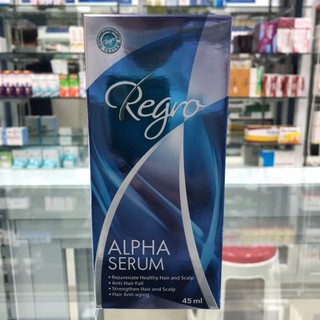 Regro
ALPHA
SERUM
• Rejuvenate Healthy Hair and Scalp
• Anti-Hair Fall
• Strengthen Hair and Scalp
• Hair Anti-aging
45 ml